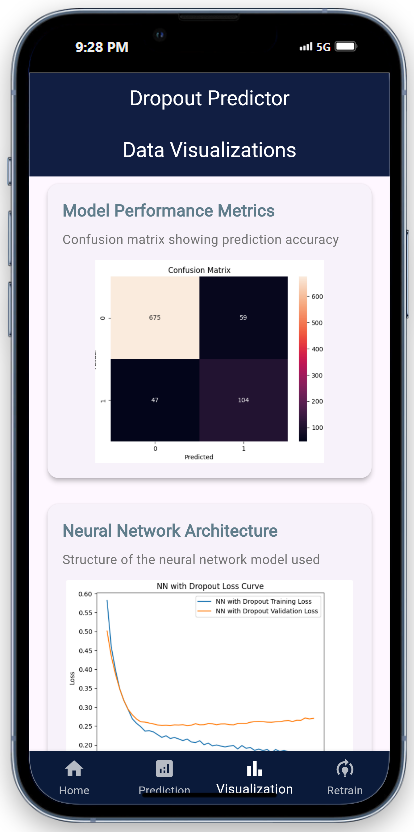 9:28 PM
5G
Dropout Predictor
Data Visualizations
Model Performance Metrics
Confusion matrix showing prediction accuracy
Confusion Matrix
0
675
59
1
47
104
0
1
Predicted
600
500
400
300
200
100
Neural Network Architecture
Structure of the neural network model used
NN with Dropout Loss Curve
NN with Dropout Training Loss
NN with Dropout Validation Loss
Loss
0.60
0.55
0.50
0.45
0.40
0.35
0.30
0.25
0.20
Home
Prediction
Visualization
Retrain